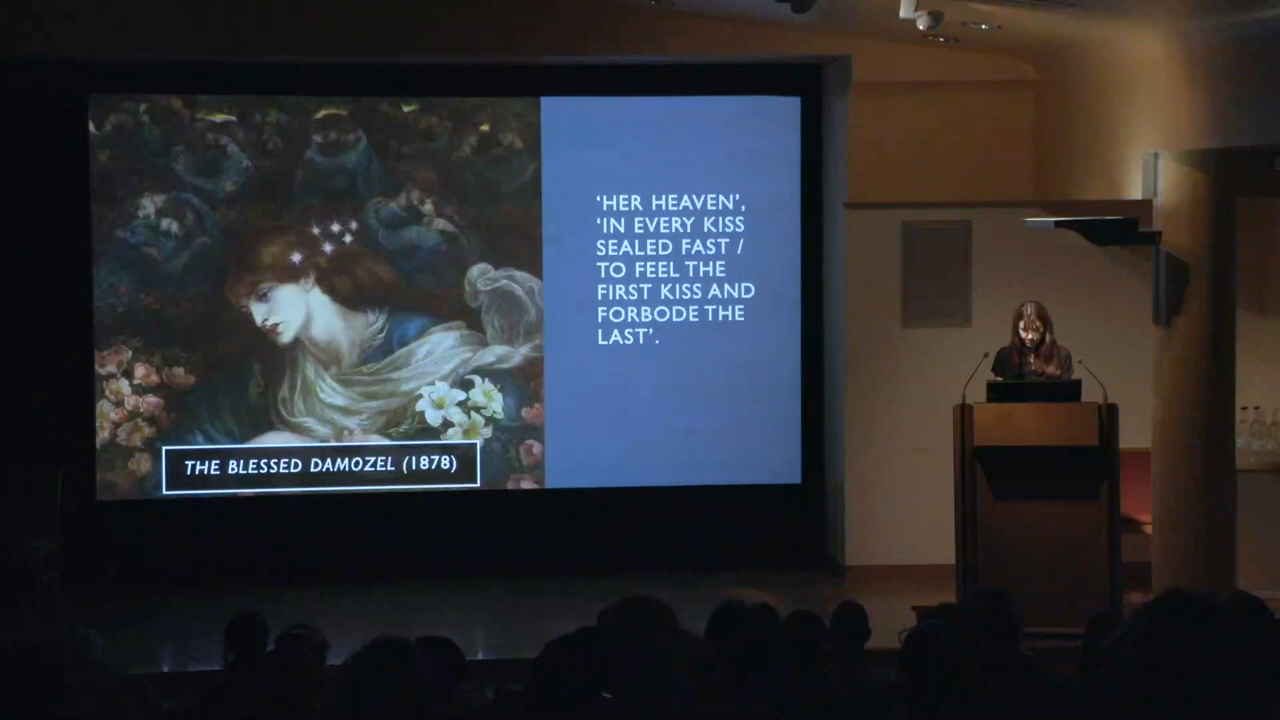 'HER HEAVEN',
'IN EVERY KISS
SEALED FAST /
TO FEEL THE
FIRST KISS AND
FORBODE THE
LAST'.
THE BLESSED DAMOZEL (1878)